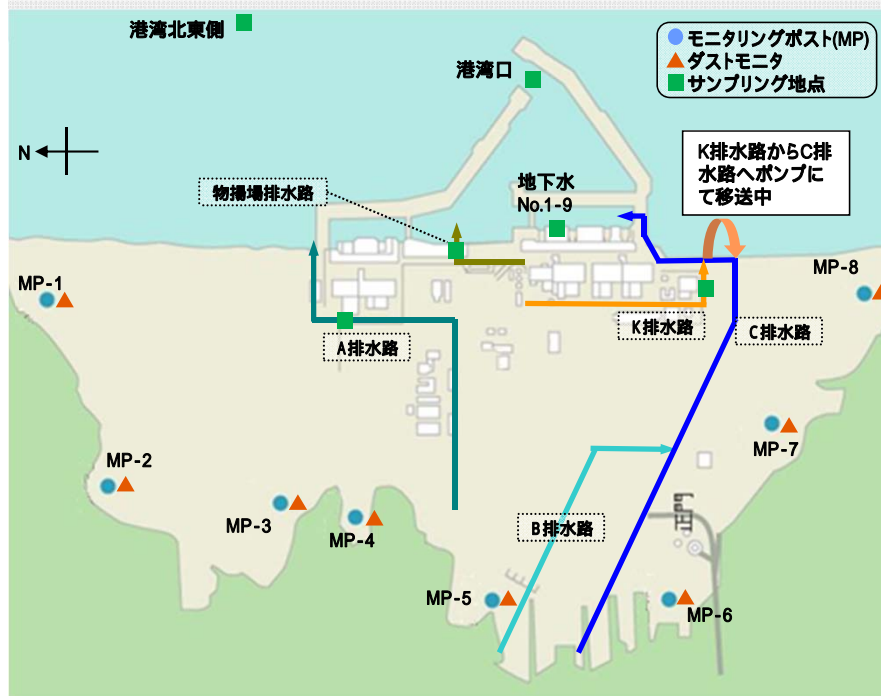 港湾北東側
港湾口
モニタリングポスト(MP)
ダストモニタ
サンプリング地点
N
物揚場排水路
地下水
No.1-9
K排水路からC排
水路へポンプに
て移送中
MP-1
MP-8
A排水路
K排水路
C排水路
MP-7
MP-2
MP-3
MP-4
B排水路
MP-5
MP-6